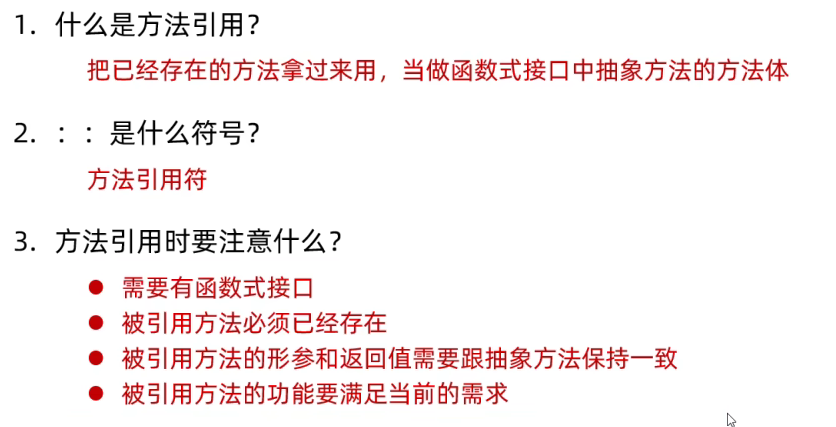 1. 什么是方法引用？
把已经存在的方法拿过来用，当做函数式接口中抽象方法的方法体
2. ：：是什么符号？
方法引用符
3. 方法引用时要注意什么？
● 需要有函数式接口
● 被引用方法必须已经存在
● 被引用方法的形参和返回值需要跟抽象方法保持一致
● 被引用方法的功能要满足当前的需求